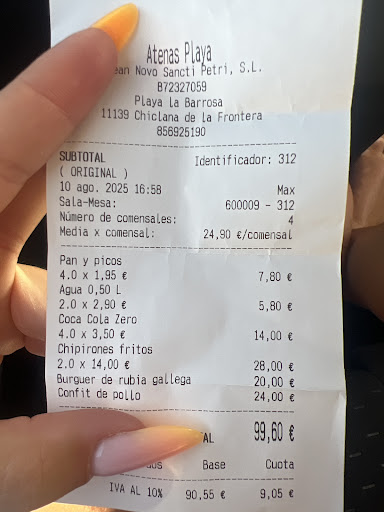 Atenas Playa
ean Novo Sancti Petri, S.L.
B72327059
Playa La Barrosa
11139 Chiclana de la Frontera
856925190
SUBTOTAL Identificador: 312
( ORIGINAL )
10 ago. 2025 16:58 Max
Sala-Mesa: 600009 - 312
Número de comensales: 4
Media x comensal: 24,90 €/comensal
Pan y picos
4.0 x 1,95 € 7,80 €
Agua 0,50 L
2.0 x 2,90 € 5,80 €
Coca Cola Zero
4.0 x 3,50 € 14,00 €
Chipirones fritos
2.0 x 14,00 € 28,00 €
Burguer de rubia gallega 20,00 €
Confit de pollo 24,00 €
AL 99,60 €
dos Base Cuota
IVA AL 10% 90,55 € 9,05 €